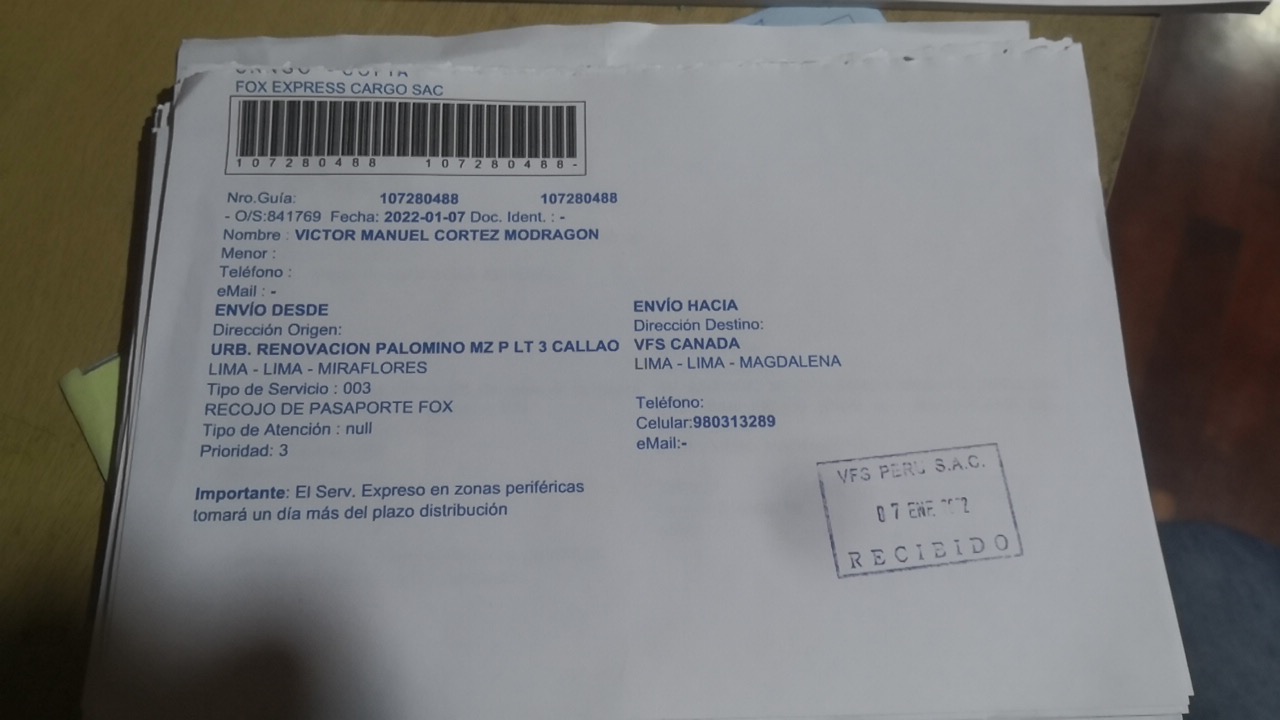 CARGO - COPIA
FOX EXPRESS CARGO SAC
107280488 107280488-
Nro.Guía: 107280488 107280488
- O/S:841769 Fecha: 2022-01-07 Doc. Ident. : -
Nombre : VICTOR MANUEL CORTEZ MODRAGON
Menor :
Teléfono :
eMail : -
ENVÍO DESDE
Dirección Origen:
URB. RENOVACION PALOMINO MZ P LT 3 CALLAO
LIMA - LIMA - MIRAFLORES
Tipo de Servicio : 003
RECOJO DE PASAPORTE FOX
Tipo de Atención : null
Prioridad: 3
ENVÍO HACIA
Dirección Destino:
VFS CANADA
LIMA - LIMA - MAGDALENA
Teléfono:
Celular:980313289
eMail:-
Importante: El Serv. Expreso en zonas periféricas
tomará un día más del plazo distribución
VFS PERU S.A.C.
07 ENE
RECIBIDO